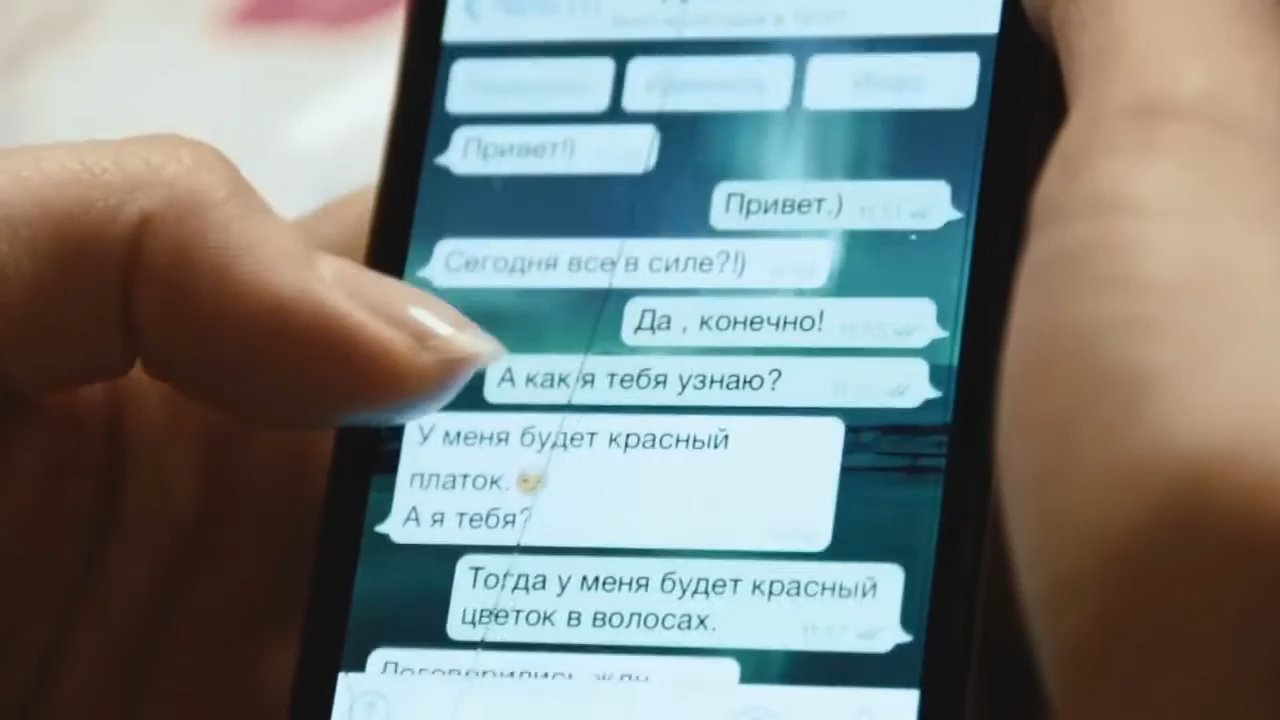 Привет!)
Привет.)
Сегодня все в силе?!)
Да , конечно!
А как я тебя узнаю?
У меня будет красный
платок.
А я тебя?
Тогда у меня будет красный
цветок в волосах.
Договорились